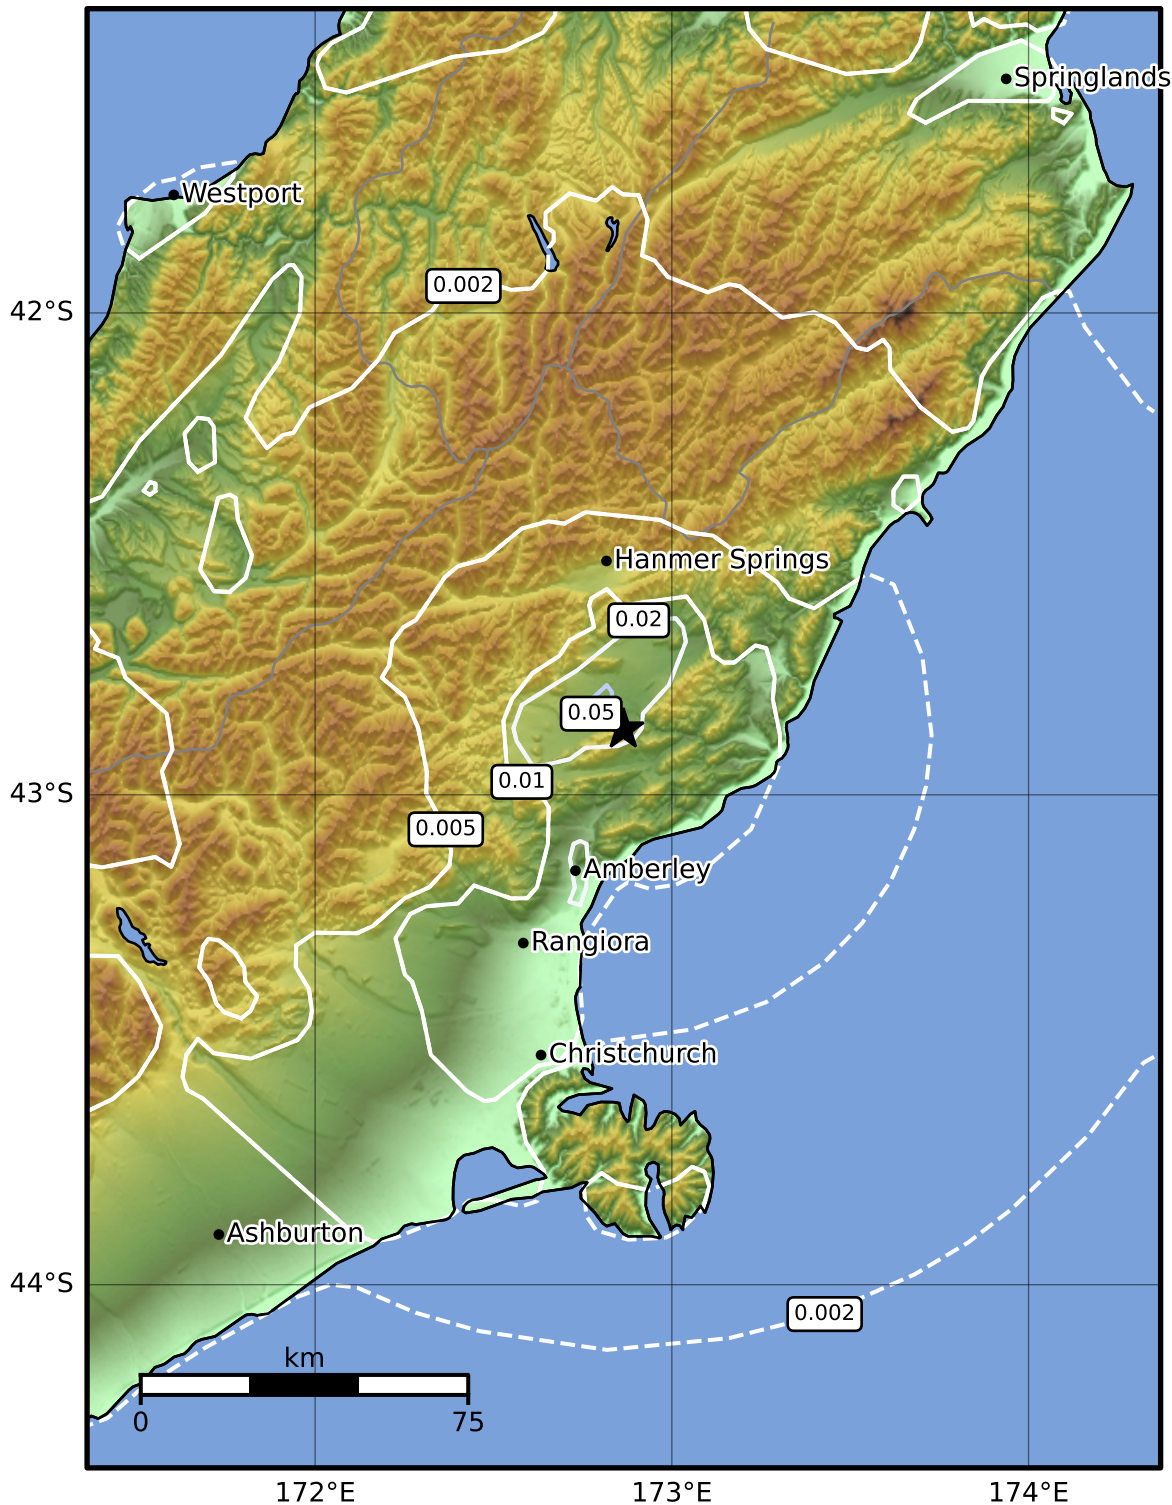 Springlands
Westport
0.002
42°S
Hanmer Springs
0.02
0.05
0.01
43°S
0.005
Amberley
Rangiora
Christchurch
Ashburton
44°S
0.002
km
0 75
172°E 173°E 174°E